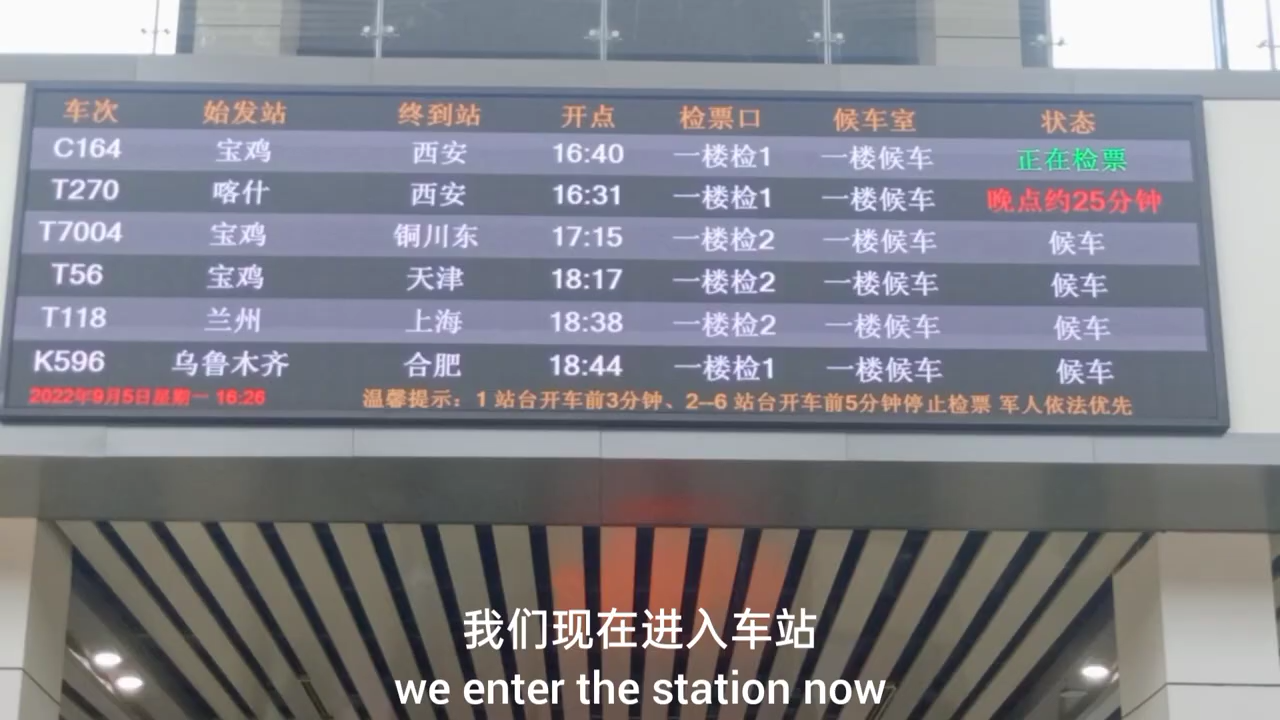 车次 始发站 终到站 开点 检票口 候车室 状态
C164 宝鸡 西安 16:40 一楼检1 一楼候车 正在检票
T270 喀什 西安 16:31 一楼检1 一楼候车 晚点约25分钟
T7004 宝鸡 铜川东 17:15 一楼检2 一楼候车 候车
T56 宝鸡 天津 18:17 一楼检2 一楼候车 候车
T118 兰州 上海 18:38 一楼检2 一楼候车 候车
K596 乌鲁木齐 合肥 18:44 一楼检1 一楼候车 候车
2022年9月5日星期一 16:26 温馨提示：1 站台开车前3分钟、2--6 站台开车前5分钟停止检票 军人依法优先
我们现在进入车站
we enter the station now